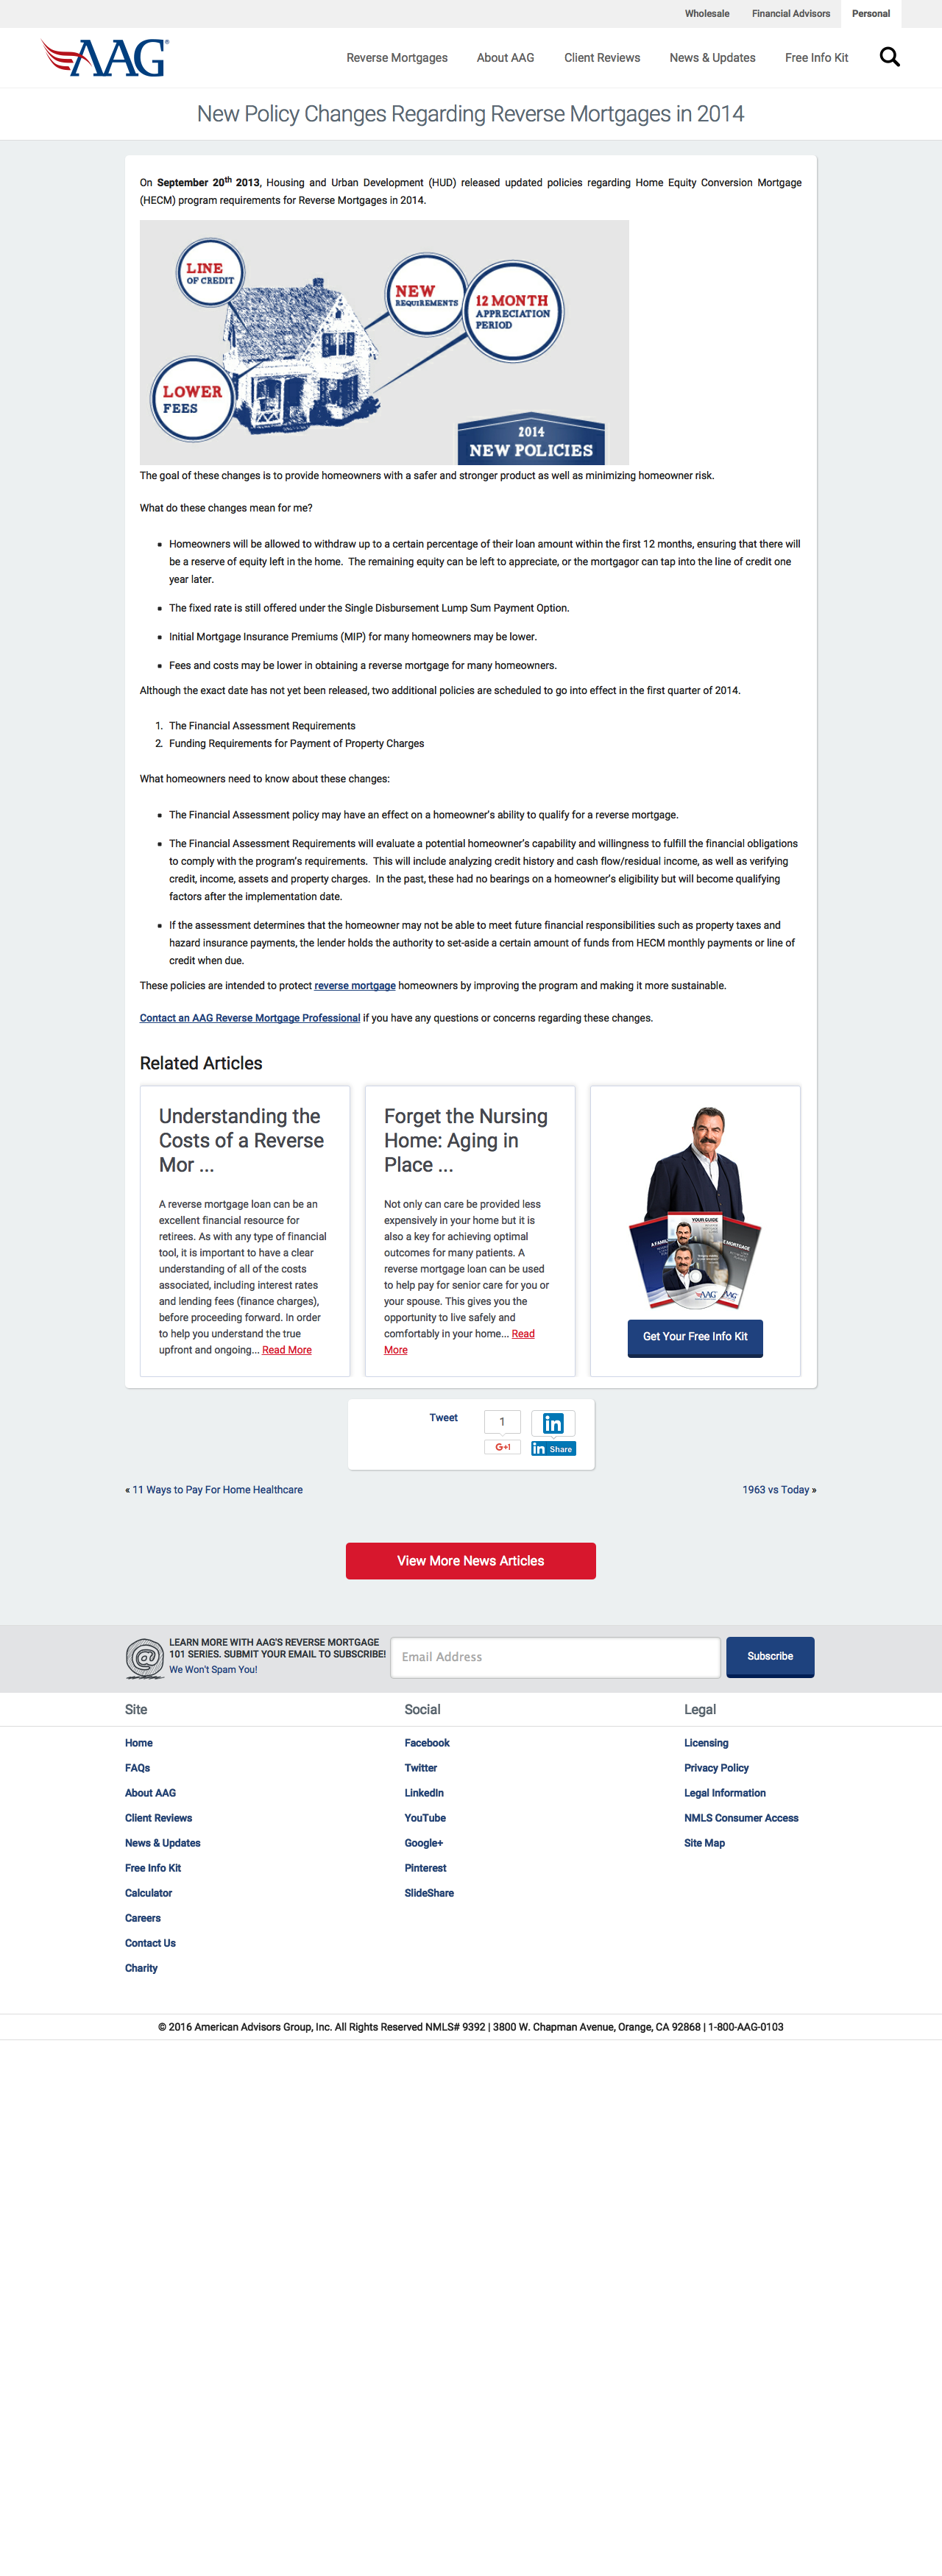 Wholesale Financial Advisors Personal
AAG®
Reverse Mortgages About AAG Client Reviews News & Updates Free Info Kit
New Policy Changes Regarding Reverse Mortgages in 2014
On September 20th 2013, Housing and Urban Development (HUD) released updated policies regarding Home Equity Conversion Mortgage
(HECM) program requirements for Reverse Mortgages in 2014.
LINE
OF CREDIT
NEW
REQUIREMENTS
12 MONTH
APPRECIATION
PERIOD
LOWER
FEES
2014
NEW POLICIES
The goal of these changes is to provide homeowners with a safer and stronger product as well as minimizing homeowner risk.
What do these changes mean for me?
▪ Homeowners will be allowed to withdraw up to a certain percentage of their loan amount within the first 12 months, ensuring that there will
be a reserve of equity left in the home. The remaining equity can be left to appreciate, or the mortgagor can tap into the line of credit one
year later.
▪ The fixed rate is still offered under the Single Disbursement Lump Sum Payment Option.
▪ Initial Mortgage Insurance Premiums (MIP) for many homeowners may be lower.
▪ Fees and costs may be lower in obtaining a reverse mortgage for many homeowners.
Although the exact date has not yet been released, two additional policies are scheduled to go into effect in the first quarter of 2014.
1. The Financial Assessment Requirements
2. Funding Requirements for Payment of Property Charges
What homeowners need to know about these changes:
▪ The Financial Assessment policy may have an effect on a homeowner's ability to qualify for a reverse mortgage.
▪ The Financial Assessment Requirements will evaluate a potential homeowner's capability and willingness to fulfill the financial obligations
to comply with the program's requirements. This will include analyzing credit history and cash flow/residual income, as well as verifying
credit, income, assets and property charges. In the past, these had no bearings on a homeowner's eligibility but will become qualifying
factors after the implementation date.
▪ If the assessment determines that the homeowner may not be able to meet future financial responsibilities such as property taxes and
hazard insurance payments, the lender holds the authority to set-aside a certain amount of funds from HECM monthly payments or line of
credit when due.
These policies are intended to protect reverse mortgage homeowners by improving the program and making it more sustainable.
Contact an AAG Reverse Mortgage Professional if you have any questions or concerns regarding these changes.
Related Articles
Understanding the
Costs of a Reverse
Mor ...
A reverse mortgage loan can be an
excellent financial resource for
retirees. As with any type of financial
tool, it is important to have a clear
understanding of all of the costs
associated, including interest rates
and lending fees (finance charges),
before proceeding forward. In order
to help you understand the true
upfront and ongoing... Read More
Forget the Nursing
Home: Aging in
Place ...
Not only can care be provided less
expensively in your home but it is
also a key for achieving optimal
outcomes for many patients. A
reverse mortgage loan can be used
to help pay for senior care for you or
your spouse. This gives you the
opportunity to live safely and
comfortably in your home... Read
More
YOUR GUIDE
AAG
AAG
Get Your Free Info Kit
Tweet
1
G+1
in
in Share
« 11 Ways to Pay For Home Healthcare
1963 vs Today »
View More News Articles
@
LEARN MORE WITH AAG'S REVERSE MORTGAGE
101 SERIES. SUBMIT YOUR EMAIL TO SUBSCRIBE!
We Won't Spam You!
Email Address
Subscribe
Site
Home
FAQs
About AAG
Client Reviews
News & Updates
Free Info Kit
Calculator
Careers
Contact Us
Charity
Social
Facebook
Twitter
LinkedIn
YouTube
Google+
Pinterest
SlideShare
Legal
Licensing
Privacy Policy
Legal Information
NMLS Consumer Access
Site Map
© 2016 American Advisors Group, Inc. All Rights Reserved NMLS# 9392 | 3800 W. Chapman Avenue, Orange, CA 92868 | 1-800-AAG-0103